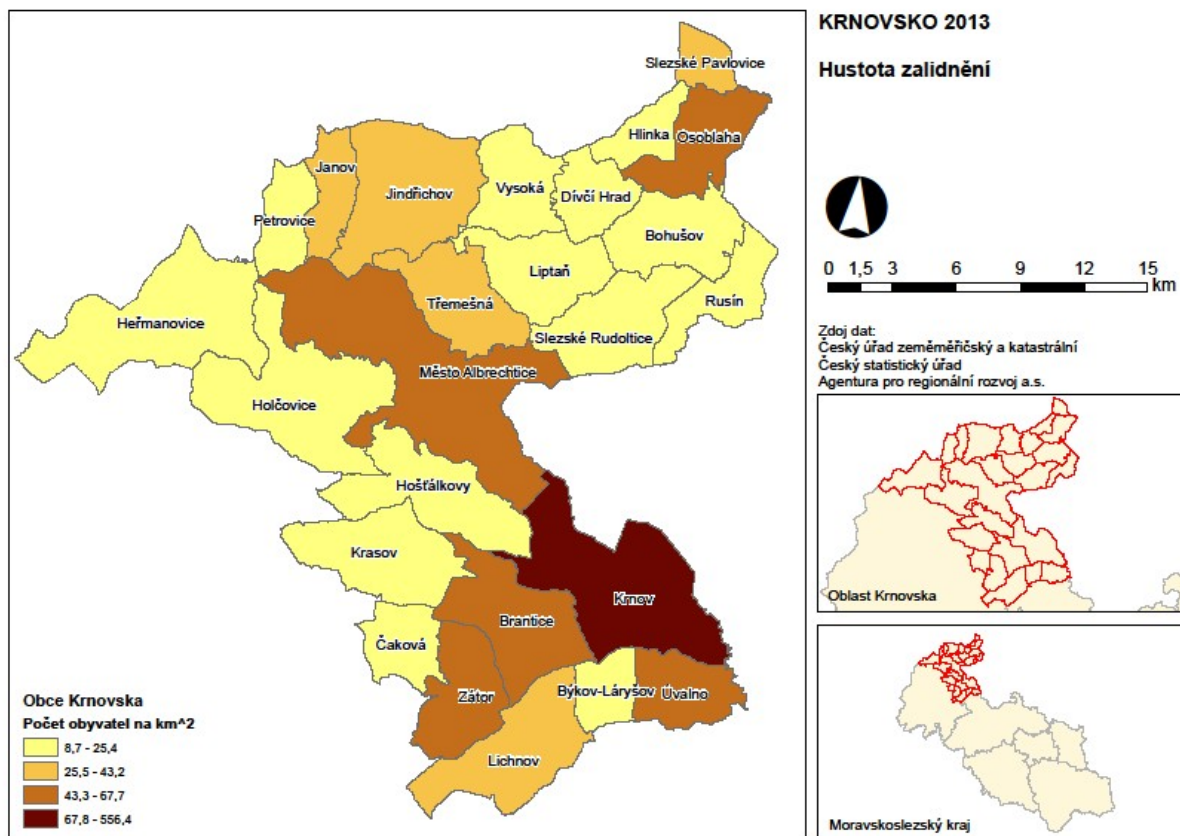 KRNOVSKO 2013
Hustota zalidnění
Slezské Pavlovice
Hlinka
Osoblaha
Janov
Jindřichov
Vysoká
Dívčí Hrad
Petrovice
Bohušov
Liptaň
Rusín
Třemešná
Heřmanovice
Slezské Rudoltice
Město Albrechtice
Holčovice
Hošťálkovy
Krasov
Krnov
Brantice
Čaková
Zátor
Býkov-Láryšov
Úvalno
Lichnov
Obce Krnovska
Počet obyvatel na km^2
8,7 - 25,4
25,5 - 43,2
43,3 - 67,7
67,8 - 556,4
0 1,5 3 6 9 12 15
km
Zdoj dat:
Český úřad zeměměřičský a katastrální
Český statistický úřad
Agentura pro regionální rozvoj a.s.
Oblast Krnovska
Moravskoslezský kraj